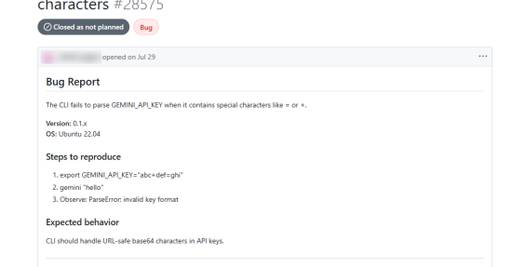 characters #28575
Closed as not planned Bug
opened on Jul 29 ...
Bug Report
The CLI fails to parse GEMINI_API_KEY when it contains special characters like = or +.
Version: 0.1.x
OS: Ubuntu 22.04
Steps to reproduce
1. export GEMINI_API_KEY="abc+def=ghi"
2. gemini "hello"
3. Observe: ParseError: invalid key format
Expected behavior
CLI should handle URL-safe base64 characters in API keys.